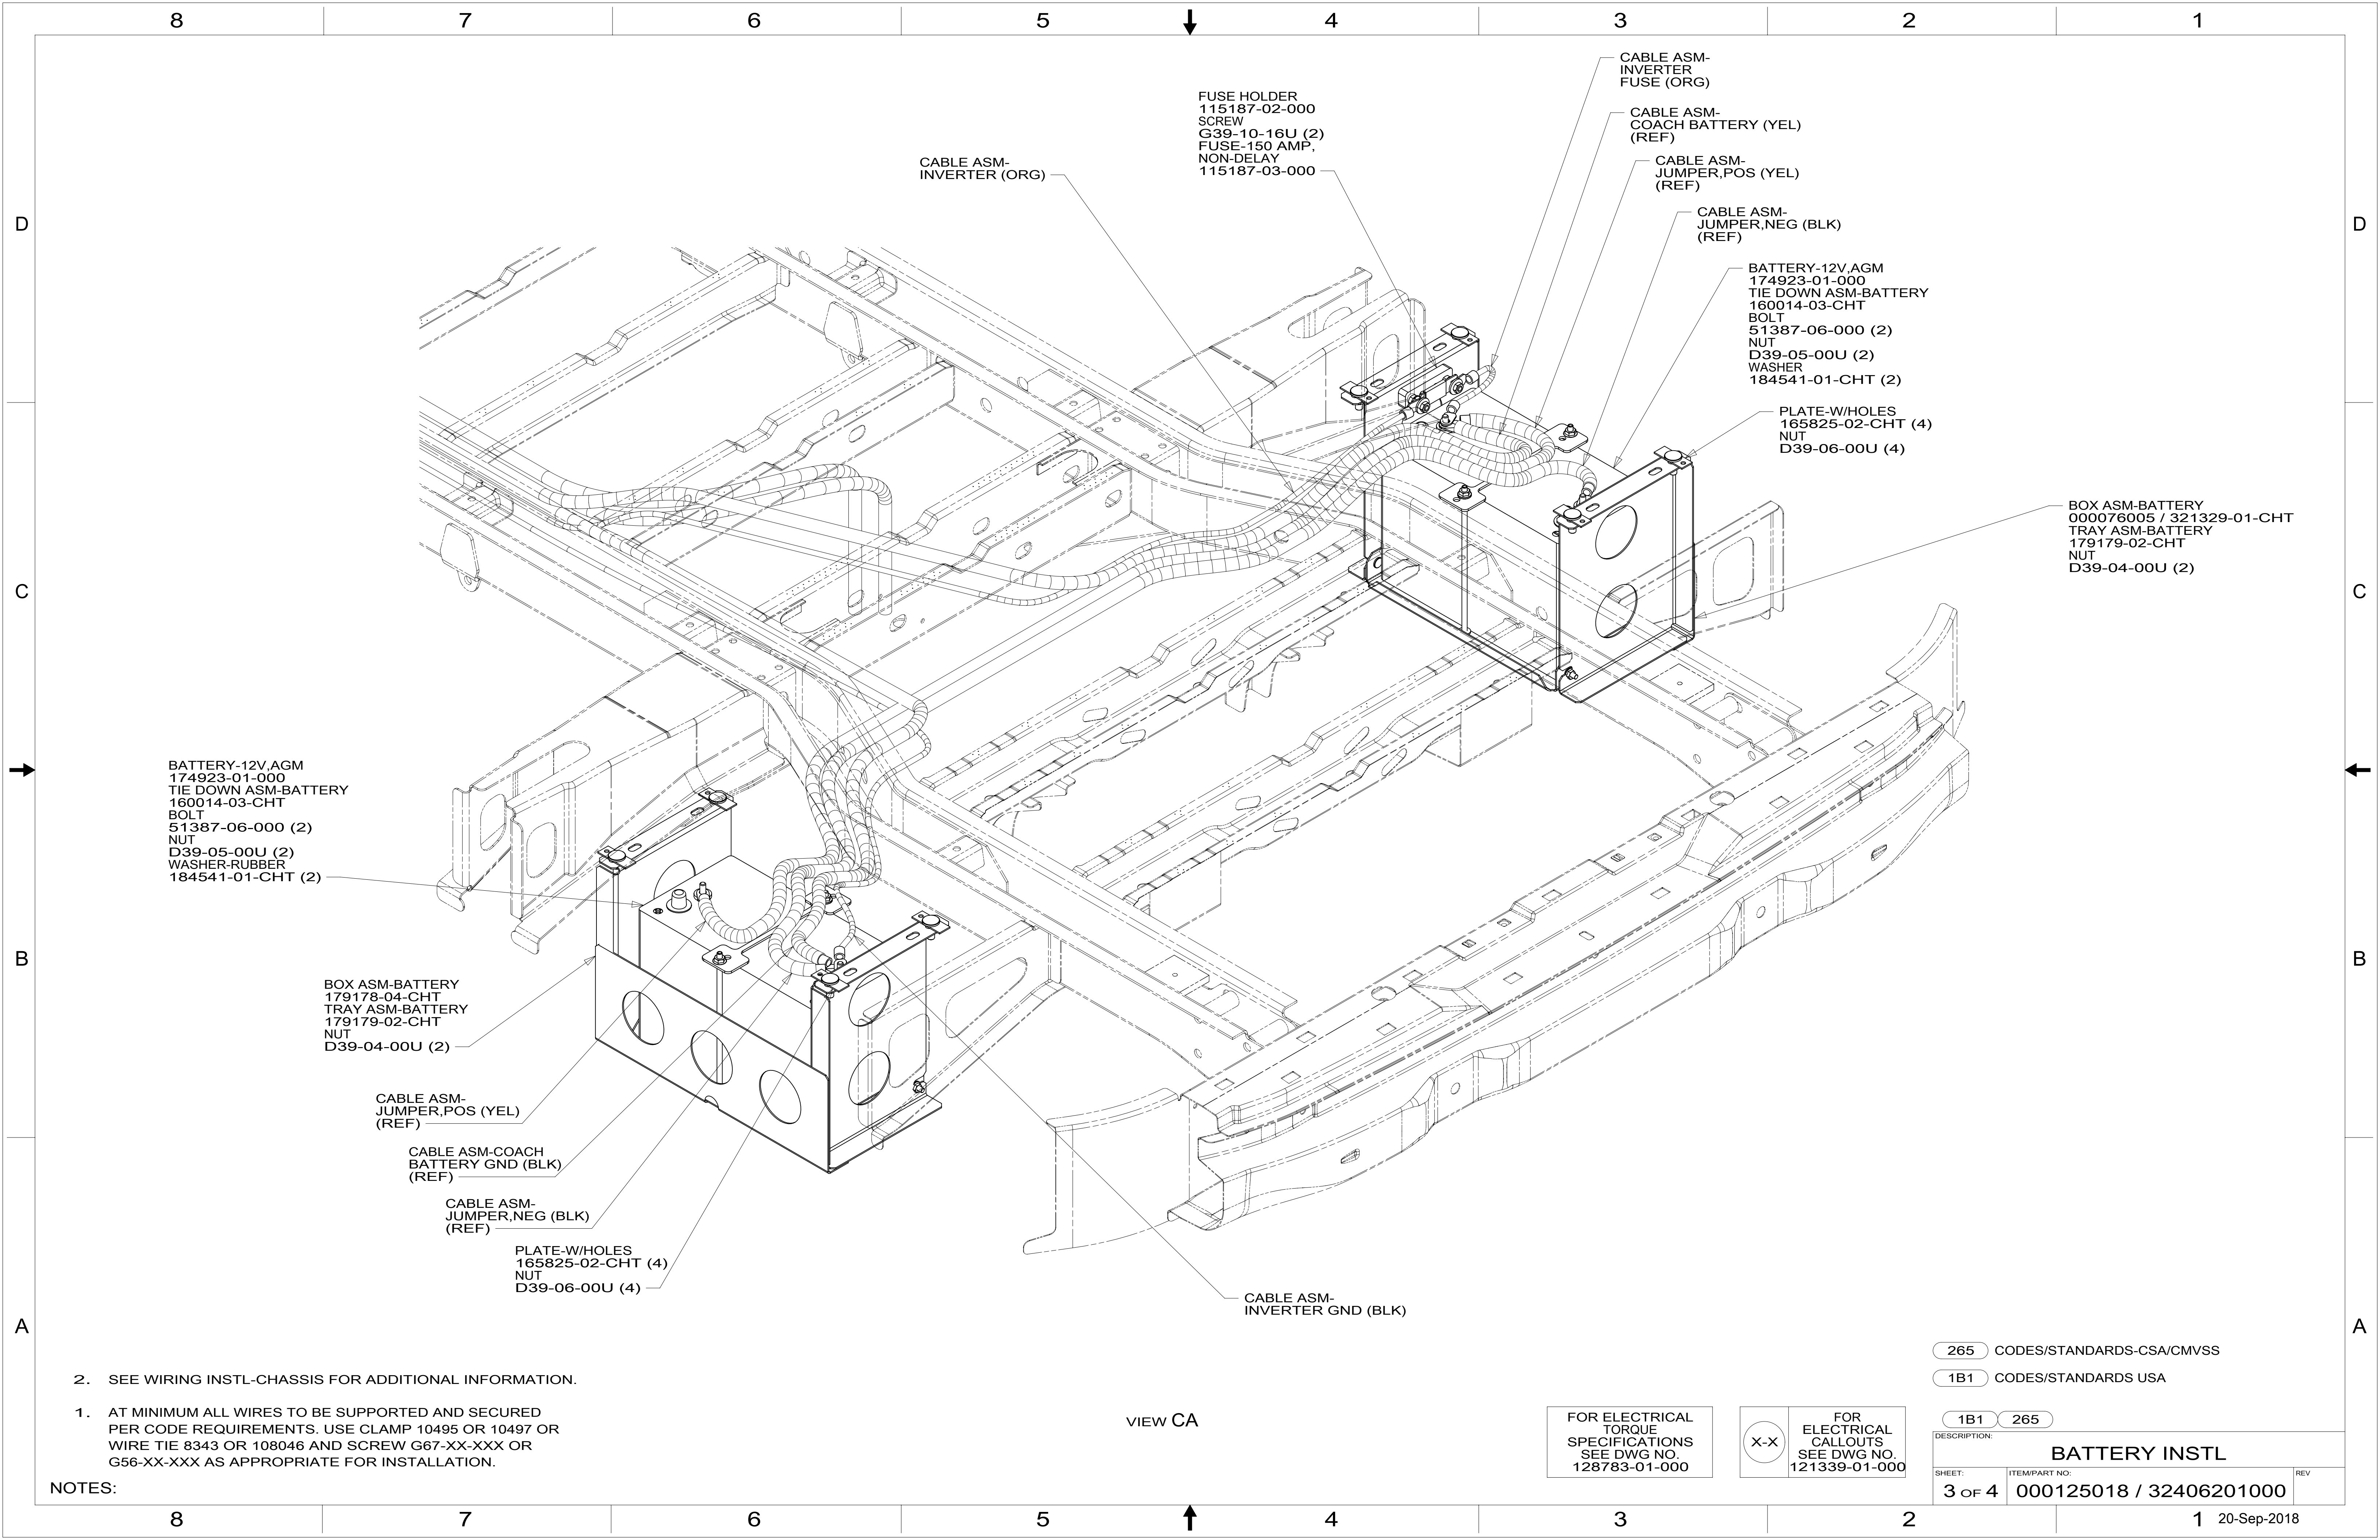 8 7 6 5 4 3 2 1
D
D
C
C
B
B
A
A
CABLE ASM-
INVERTER
FUSE (ORG)
FUSE HOLDER
115187-02-000
SCREW
G39-10-16U (2)
FUSE-150 AMP,
NON-DELAY
115187-03-000
CABLE ASM-
COACH BATTERY (YEL)
(REF)
CABLE ASM-
INVERTER (ORG)
CABLE ASM-
JUMPER,POS (YEL)
(REF)
CABLE ASM-
JUMPER,NEG (BLK)
(REF)
BATTERY-12V,AGM
174923-01-000
TIE DOWN ASM-BATTERY
160014-03-CHT
BOLT
51387-06-000 (2)
NUT
D39-05-00U (2)
WASHER
184541-01-CHT (2)
PLATE-W/HOLES
165825-02-CHT (4)
NUT
D39-06-00U (4)
BOX ASM-BATTERY
000076005 / 321329-01-CHT
TRAY ASM-BATTERY
179179-02-CHT
NUT
D39-04-00U (2)
BATTERY-12V,AGM
174923-01-000
TIE DOWN ASM-BATTERY
160014-03-CHT
BOLT
51387-06-000 (2)
NUT
D39-05-00U (2)
WASHER-RUBBER
184541-01-CHT (2)
BOX ASM-BATTERY
179178-04-CHT
TRAY ASM-BATTERY
179179-02-CHT
NUT
D39-04-00U (2)
CABLE ASM-
JUMPER,POS (YEL)
(REF)
CABLE ASM-COACH
BATTERY GND (BLK)
(REF)
CABLE ASM-
JUMPER,NEG (BLK)
(REF)
PLATE-W/HOLES
165825-02-CHT (4)
NUT
D39-06-00U (4)
CABLE ASM-
INVERTER GND (BLK)
2. SEE WIRING INSTL-CHASSIS FOR ADDITIONAL INFORMATION.
1. AT MINIMUM ALL WIRES TO BE SUPPORTED AND SECURED
PER CODE REQUIREMENTS. USE CLAMP 10495 OR 10497 OR
WIRE TIE 8343 OR 108046 AND SCREW G67-XX-XXX OR
G56-XX-XXX AS APPROPRIATE FOR INSTALLATION.
NOTES:
VIEW CA
FOR ELECTRICAL
TORQUE
SPECIFICATIONS
SEE DWG NO.
128783-01-000
X-X
FOR
ELECTRICAL
CALLOUTS
SEE DWG NO.
121339-01-000
265 CODES/STANDARDS-CSA/CMVSS
1B1 CODES/STANDARDS USA
1B1 265
DESCRIPTION:
BATTERY INSTL
SHEET: ITEM/PART NO: REV
3 OF 4 000125018 / 32406201000
8 7 6 5 4 3 2 1 20-Sep-2018